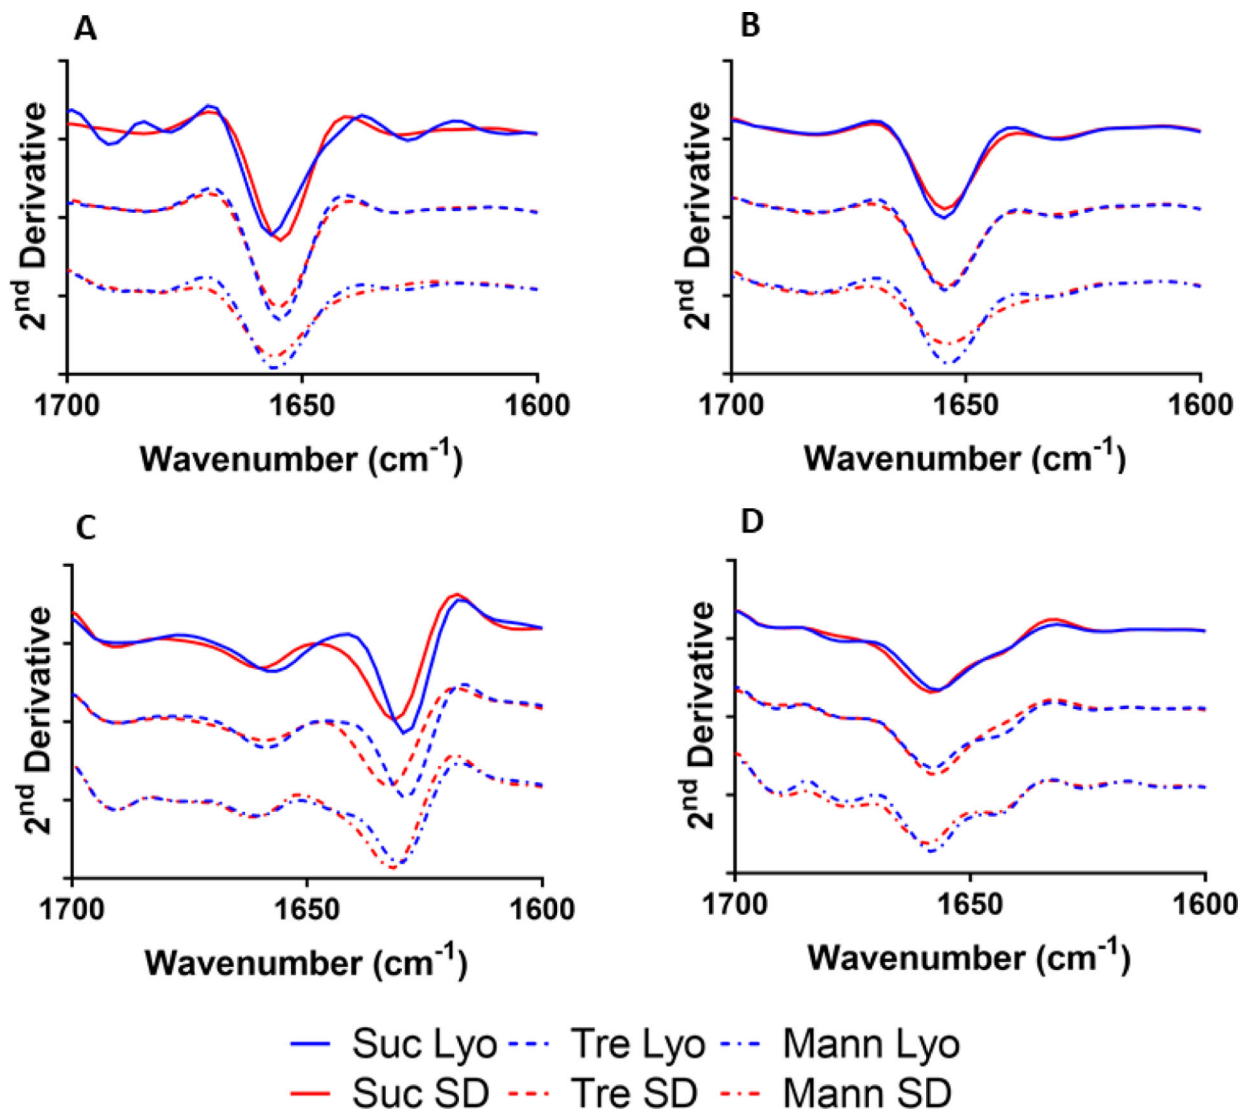 A
B
2nd Derivative
2nd Derivative
1700 1650 1600
1700 1650 1600
Wavenumber (cm-1)
Wavenumber (cm-1)
C
D
2nd Derivative
2nd Derivative
1700 1650 1600
1700 1650 1600
Wavenumber (cm-1)
Wavenumber (cm-1)
Suc Lyo Tre Lyo Mann Lyo
Suc SD Tre SD Mann SD